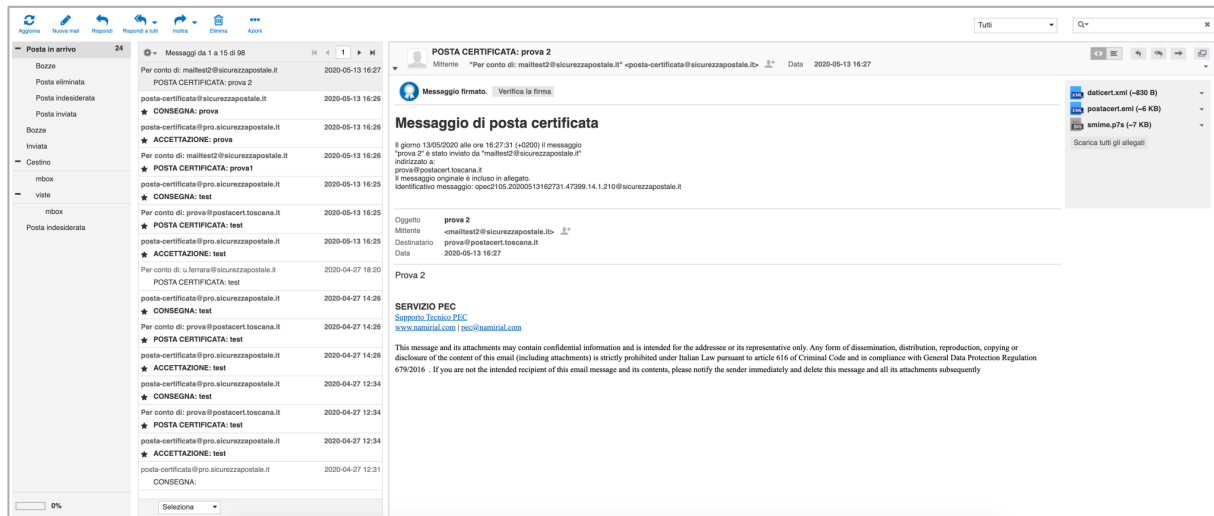 Aggiorna Nuova mail Rispondi Rispondi a tutti Inoltra Elimina Azioni
Tutti
Posta in arrivo 24
Bozze
Posta eliminata
Posta indesiderata
Posta inviata
Bozze
Inviata
Cestino
mbox
viste
mbox
Posta indesiderata
0%
Messaggi da 1 a 15 di 98 1
Per conto di: mailtest2@sicurezzapostale.it 2020-05-13 16:27
POSTA CERTIFICATA: prova 2
posta-certificata@sicurezzapostale.it 2020-05-13 16:26
CONSEGNA: prova
posta-certificata@pro.sicurezzapostale.it 2020-05-13 16:26
ACCETTAZIONE: prova
Per conto di: mailtest2@sicurezzapostale.it 2020-05-13 16:26
POSTA CERTIFICATA: prova1
posta-certificata@pro.sicurezzapostale.it 2020-05-13 16:25
CONSEGNA: test
Per conto di: prova@postacert.toscana.it 2020-05-13 16:25
POSTA CERTIFICATA: test
posta-certificata@pro.sicurezzapostale.it 2020-05-13 16:25
ACCETTAZIONE: test
Per conto di: u.ferrara@sicurezzapostale.it 2020-04-27 18:20
POSTA CERTIFICATA: test
posta-certificata@pro.sicurezzapostale.it 2020-04-27 14:26
CONSEGNA: test
Per conto di: prova@postacert.toscana.it 2020-04-27 14:26
POSTA CERTIFICATA: test
posta-certificata@pro.sicurezzapostale.it 2020-04-27 14:26
ACCETTAZIONE: test
posta-certificata@pro.sicurezzapostale.it 2020-04-27 12:34
CONSEGNA: test
Per conto di: prova@postacert.toscana.it 2020-04-27 12:34
POSTA CERTIFICATA: test
posta-certificata@pro.sicurezzapostale.it 2020-04-27 12:34
ACCETTAZIONE: test
posta-certificata@pro.sicurezzapostale.it 2020-04-27 12:31
CONSEGNA:
Seleziona
POSTA CERTIFICATA: prova 2
Mittente "Per conto di: mailtest2@sicurezzapostale.it" <posta-certificata@sicurezzapostale.it> Data 2020-05-13 16:27
Messaggio firmato. Verifica la firma
Messaggio di posta certificata
Il giorno 13/05/2020 alle ore 16:27:31 (+0200) il messaggio
"prova 2" è stato inviato da "mailtest2@sicurezzapostale.it"
indirizzato a:
prova@postacert.toscana.it
Il messaggio originale è incluso in allegato.
Identificativo messaggio: opec2105.20200513162731.47399.14.1.210@sicurezzapostale.it
Oggetto prova 2
Mittente <mailtest2@sicurezzapostale.it>
Destinatario prova@postacert.toscana.it
Data 2020-05-13 16:27
Prova 2
SERVIZIO PEC
Supporto Tecnico PEC
www.namirial.com | pec@namirial.com
This message and its attachments may contain confidential information and is intended for the addressee or its representative only. Any form of dissemination, distribution, reproduction, copying or
disclosure of the content of this email (including attachments) is strictly prohibited under Italian Law pursuant to article 616 of Criminal Code and in compliance with General Data Protection Regulation
679/2016 . If you are not the intended recipient of this email message and its contents, please notify the sender immediately and delete this message and all its attachments subsequently
XML daticert.xml (~830 B)
EML postacert.eml (~6 KB)
SIG smime.p7s (~7 KB)
Scarica tutti gli allegati